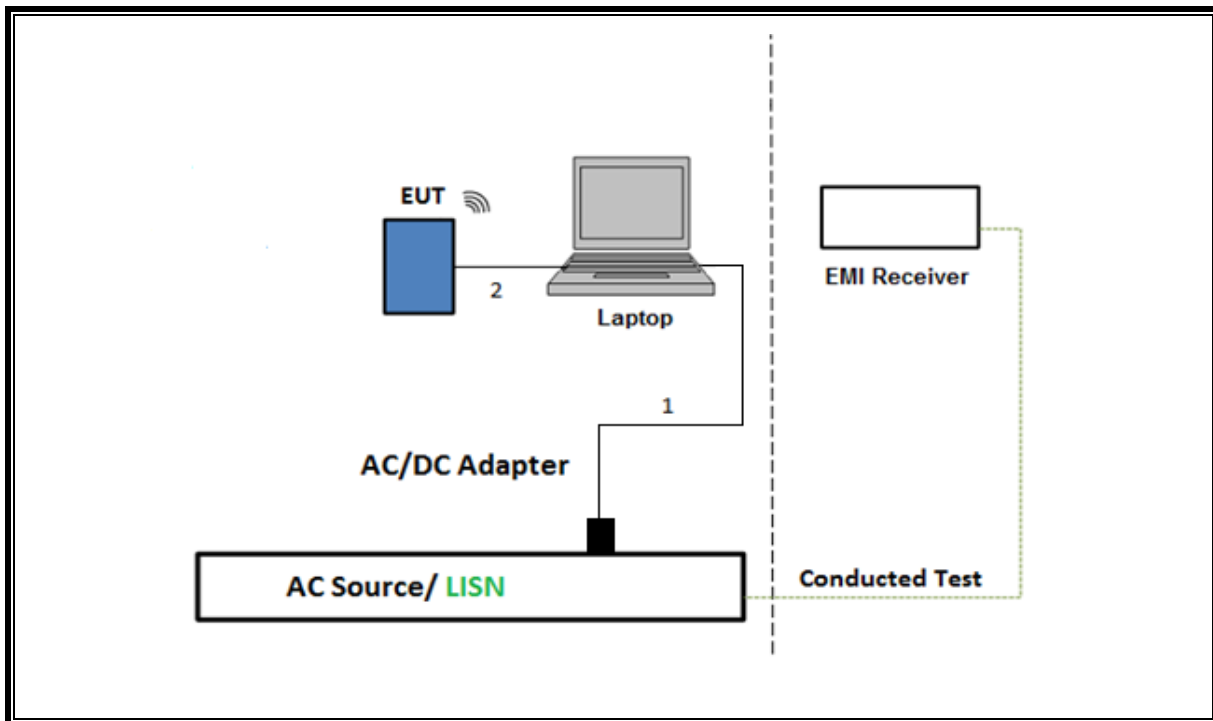 EUT
2
Laptop
EMI Receiver
1
AC/DC Adapter
AC Source/ LISN
Conducted Test